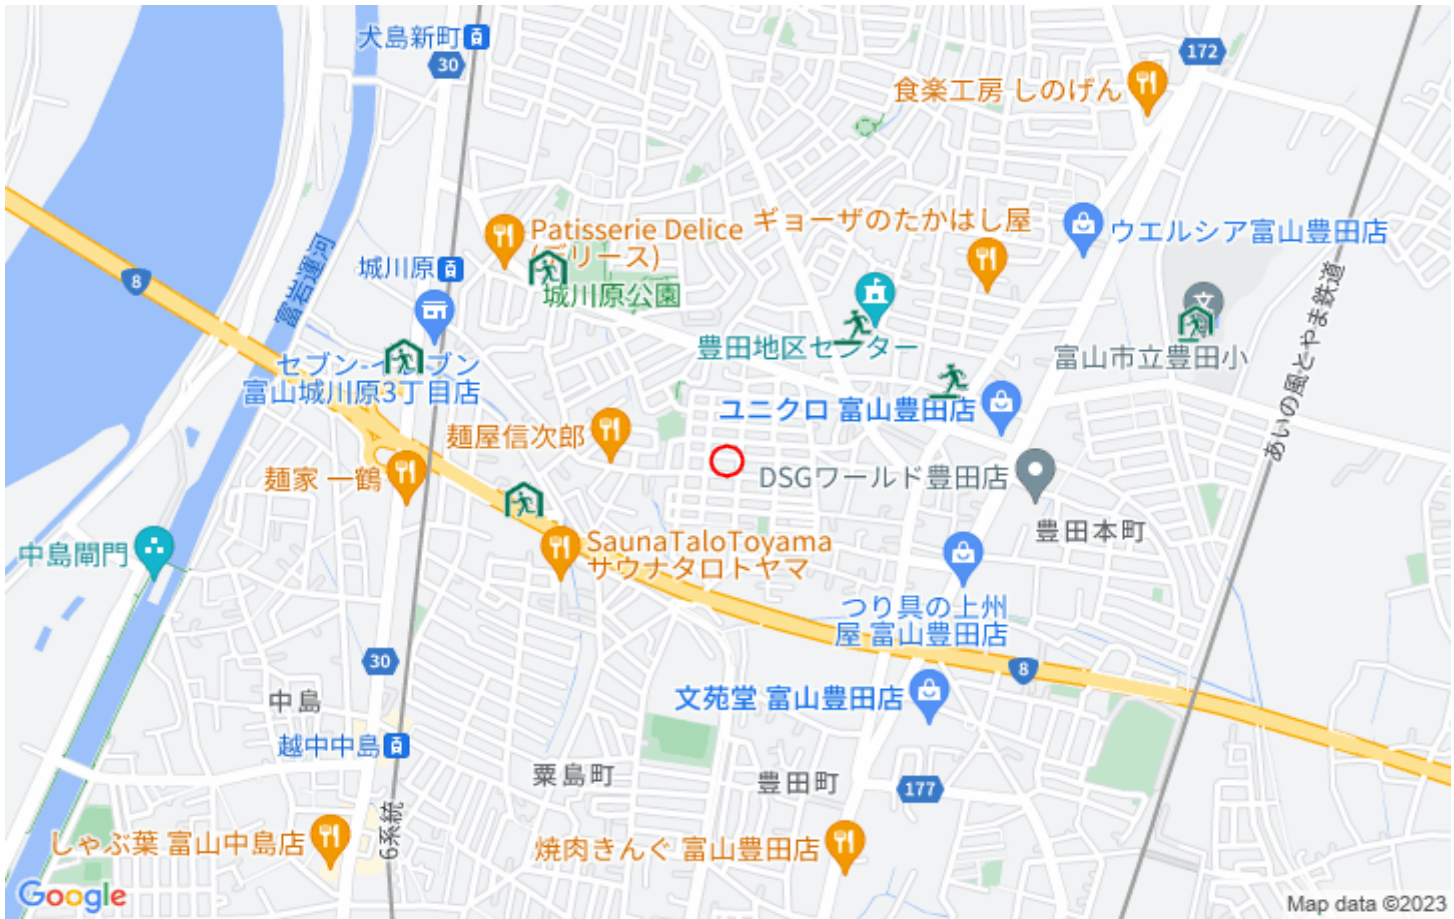 犬島新町
30
172
食楽工房 しのげん
Patisserie Delice
(デリース)
ギョーザのたかはし屋
ウエルシア富山豊田店
8
富岩運河
城川原
城川原公園
豊田地区センター
富山市立豊田小
あいの風とやま鉄道
セブン-イレブン
富山城川原3丁目店
ユニクロ 富山豊田店
麺屋信次郎
麺家 一鶴
DSGワールド豊田店
豊田本町
中島閘門
SaunaTaloToyama
サウナタロトヤマ
つり具の上州
屋 富山豊田店
30
8
中島
文苑堂 富山豊田店
越中中島
粟島町
豊田町
177
6系統
しゃぶ葉 富山中島店
焼肉きんぐ 富山豊田店
Google
Map data ©2023